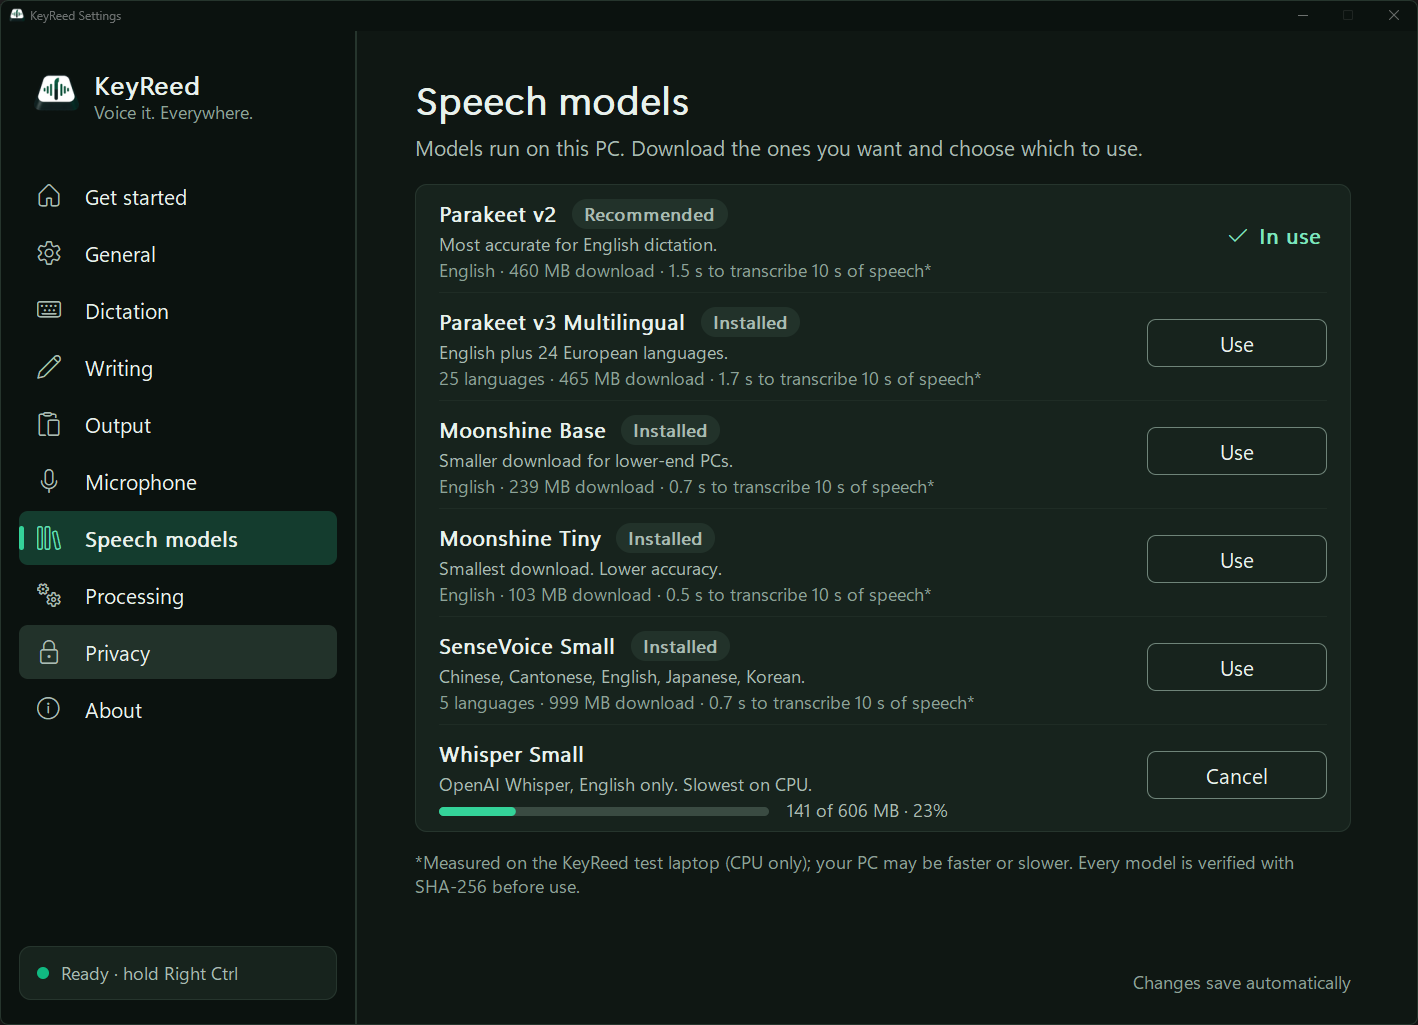 KeyReed Settings
KeyReed
Voice it. Everywhere.
Get started
General
Dictation
Writing
Output
Microphone
Speech models
Processing
Privacy
About
Ready · hold Right Ctrl
Speech models
Models run on this PC. Download the ones you want and choose which to use.
Parakeet v2 Recommended
Most accurate for English dictation.
English · 460 MB download · 1.5 s to transcribe 10 s of speech*
In use
Parakeet v3 Multilingual Installed
English plus 24 European languages.
25 languages · 465 MB download · 1.7 s to transcribe 10 s of speech*
Use
Moonshine Base Installed
Smaller download for lower-end PCs.
English · 239 MB download · 0.7 s to transcribe 10 s of speech*
Use
Moonshine Tiny Installed
Smallest download. Lower accuracy.
English · 103 MB download · 0.5 s to transcribe 10 s of speech*
Use
SenseVoice Small Installed
Chinese, Cantonese, English, Japanese, Korean.
5 languages · 999 MB download · 0.7 s to transcribe 10 s of speech*
Use
Whisper Small
OpenAI Whisper, English only. Slowest on CPU.
141 of 606 MB · 23%
Cancel
*Measured on the KeyReed test laptop (CPU only); your PC may be faster or slower. Every model is verified with
SHA-256 before use.
Changes save automatically